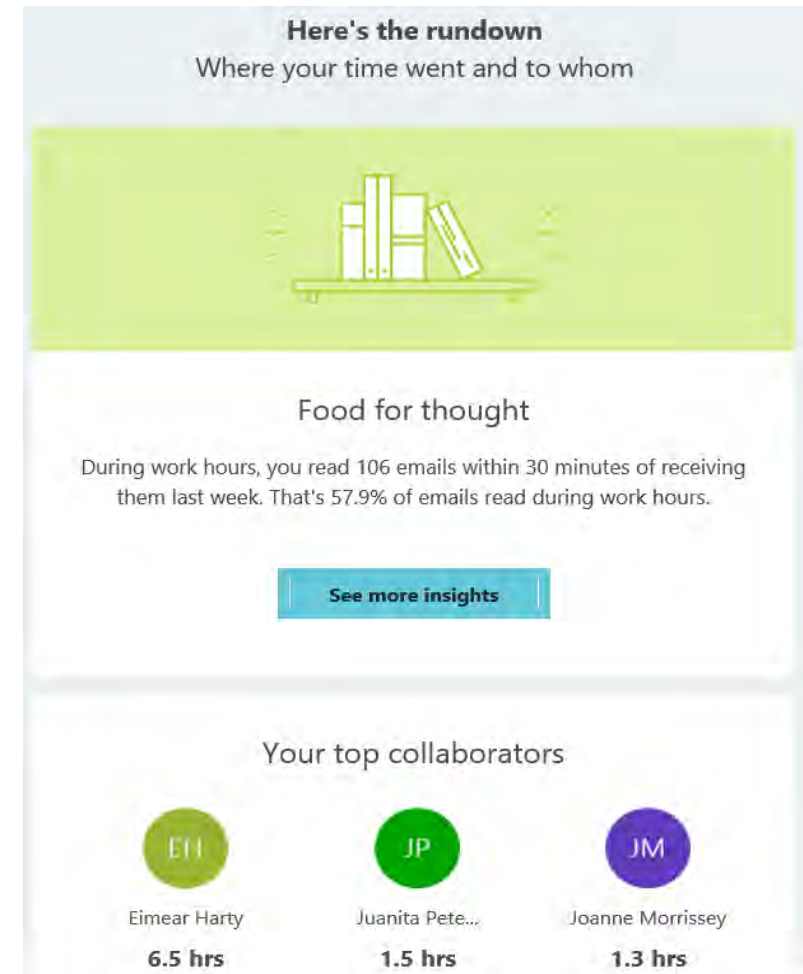 Here's the rundown
Where your time went and to whom
Food for thought
During work hours, you read 106 emails within 30 minutes of receiving
them last week. That's 57.9% of emails read during work hours.
See more insights
Your top collaborators
EH JP JM
Eimear Harty Juanita Pete... Joanne Morrissey
6.5 hrs 1.5 hrs 1.3 hrs